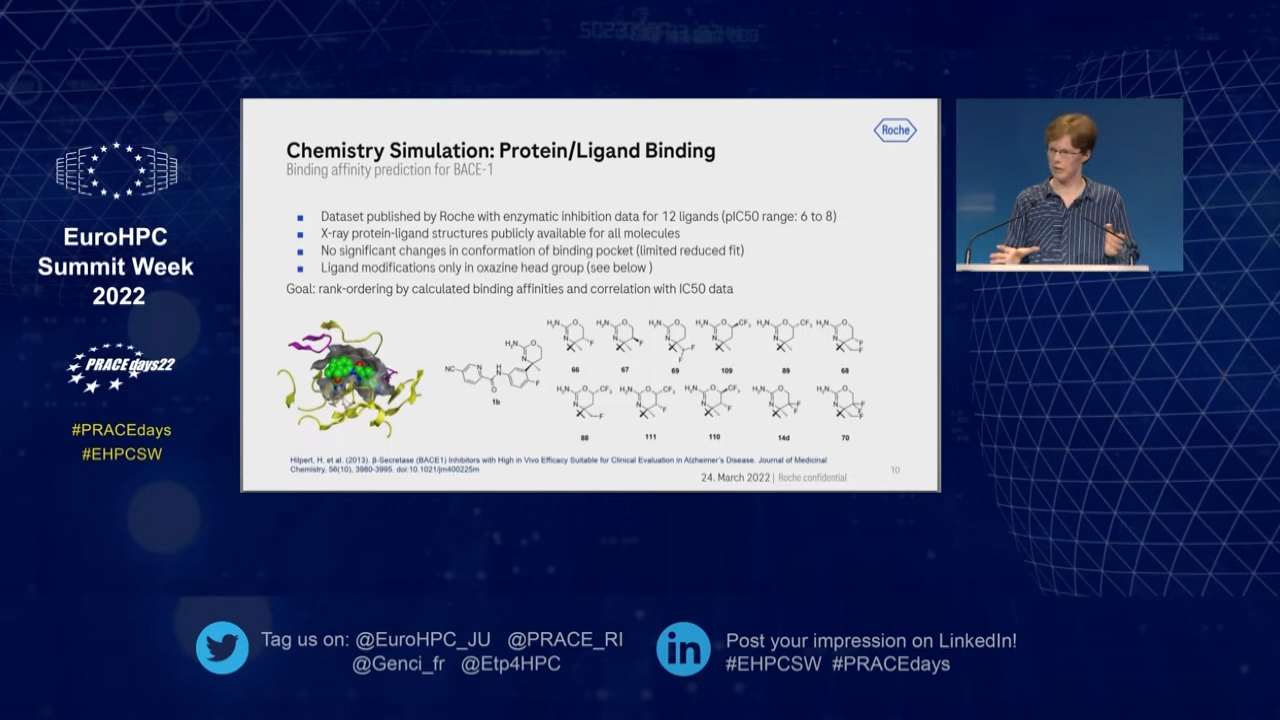 EuroHPC
Summit Week
2022
PRACEdays22
#PRACEdays
#EHPCSW
Roche
Chemistry Simulation: Protein/Ligand Binding
Binding affinity prediction for BACE-1
Dataset published by Roche with enzymatic inhibition data for 12 ligands (pIC50 range: 6 to 8)
X-ray protein-ligand structures publicly available for all molecules
No significant changes in conformation of binding pocket (limited reduced fit)
Ligand modifications only in oxazine head group (see below )
Goal: rank-ordering by calculated binding affinities and correlation with IC50 data
1b
66 67 69 109 89 68
88 111 110 14d 70
Hilpert, H. et al. (2013). β-Secretase (BACE1) Inhibitors with High in Vivo Efficacy Suitable for Clinical Evaluation in Alzheimer's Disease. Journal of Medicinal
Chemistry, 56(10), 3980-3995. doi:10.1021/jm400225m
24. March 2022 | Roche confidential
10
Tag us on: @EuroHPC_JU @PRACE_RI
@Genci_fr @Etp4HPC
in
Post your impression on LinkedIn!
#EHPCSW #PRACEdays